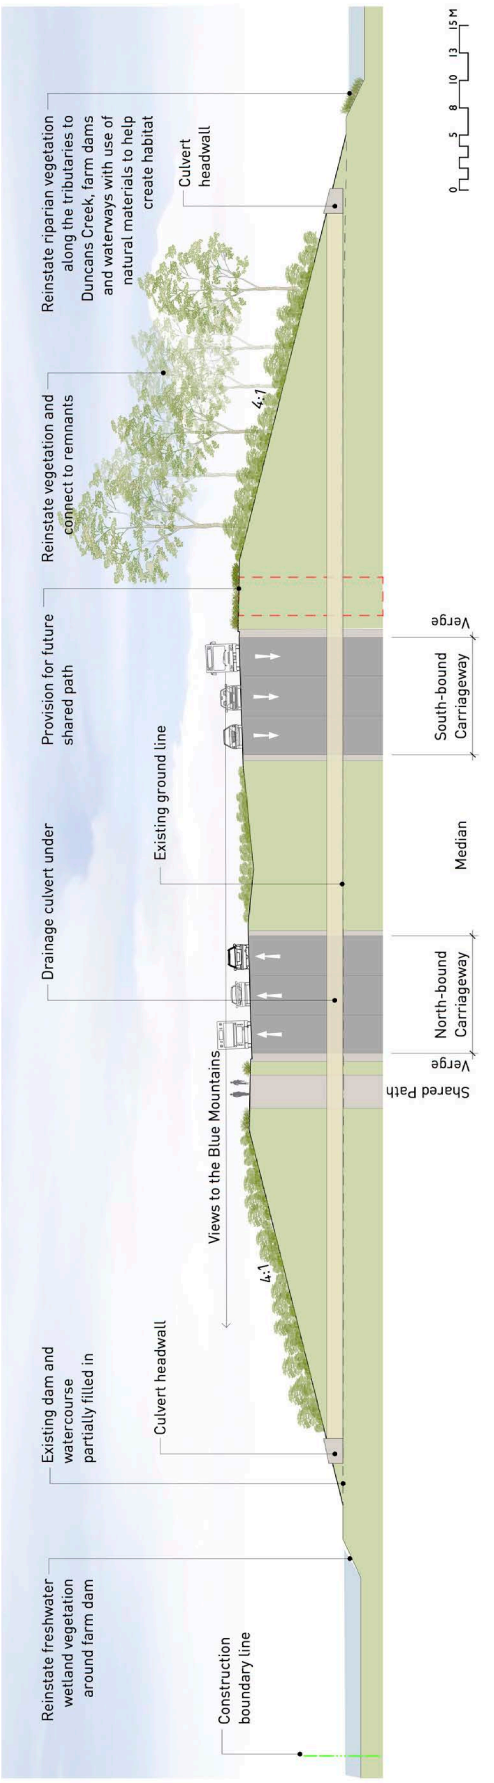 Reinstate freshwater
wetland vegetation
around farm dam
Existing dam and
watercourse
partially filled in
Drainage culvert under
Provision for future
shared path
Reinstate vegetation and
connect to remnants
Reinstate riparian vegetation
along the tributaries to
Duncans Creek, farm dams
and waterways with use of
natural materials to help
create habitat
Construction
boundary line
Culvert headwall
Views to the Blue Mountains
Existing ground line
Culvert
headwall
4:1
4:1
Shared Path
Verge
North-bound
Carriageway
Median
South-bound
Carriageway
Verge
0 5 8 10 13 15 M